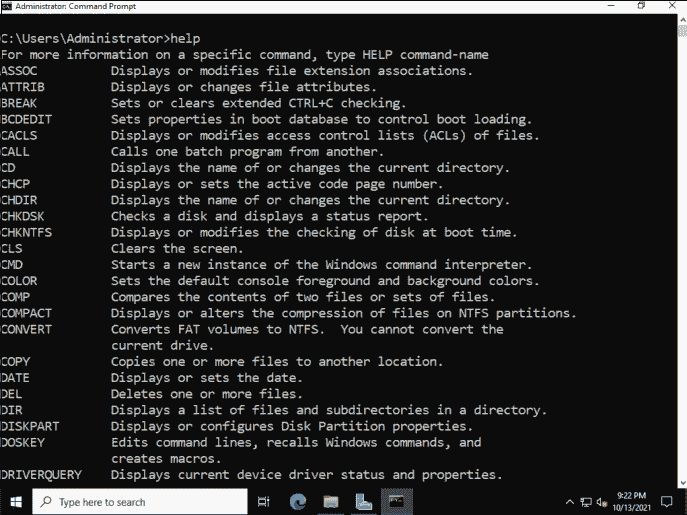 Administrator: Command Prompt
C:\Users\Administrator>help
For more information on a specific command, type HELP command-name
ASSOC Displays or modifies file extension associations.
ATTRIB Displays or changes file attributes.
BREAK Sets or clears extended CTRL+C checking.
BCDEDIT Sets properties in boot database to control boot loading.
CACLS Displays or modifies access control lists (ACLs) of files.
CALL Calls one batch program from another.
CD Displays the name of or changes the current directory.
CHCP Displays or sets the active code page number.
CHDIR Displays the name of or changes the current directory.
CHKDSK Checks a disk and displays a status report.
CHKNTFS Displays or modifies the checking of disk at boot time.
CLS Clears the screen.
CMD Starts a new instance of the Windows command interpreter.
COLOR Sets the default console foreground and background colors.
COMP Compares the contents of two files or sets of files.
COMPACT Displays or alters the compression of files on NTFS partitions.
CONVERT Converts FAT volumes to NTFS. You cannot convert the
current drive.
COPY Copies one or more files to another location.
DATE Displays or sets the date.
DEL Deletes one or more files.
DIR Displays a list of files and subdirectories in a directory.
DISKPART Displays or configures Disk Partition properties.
DOSKEY Edits command lines, recalls Windows commands, and
creates macros.
DRIVERQUERY Displays current device driver status and properties.
Type here to search
9:22 PM
10/13/2021